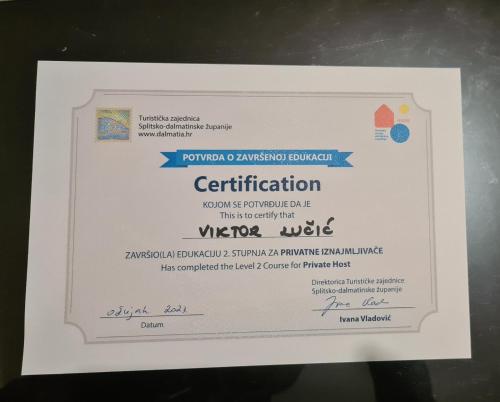 Turistička zajednica
Splitsko-dalmatinske županije
www.dalmatia.hr
POTVRDA O ZAVRŠENOJ EDUKACIJI
Certification
KOJOM SE POTVRĐUJE DA JE
This is to certify that
VIKTOR LUČIĆ
ZAVRŠIO(LA) EDUKACIJU 2. STUPNJA ZA PRIVATNE IZNAJMLJIVAČE
Has completed the Level 2 Course for Private Host
Direktorica Turističke zajednice
Splitsko-dalmatinske županije
ožujak
Datum
Ivana Vladović